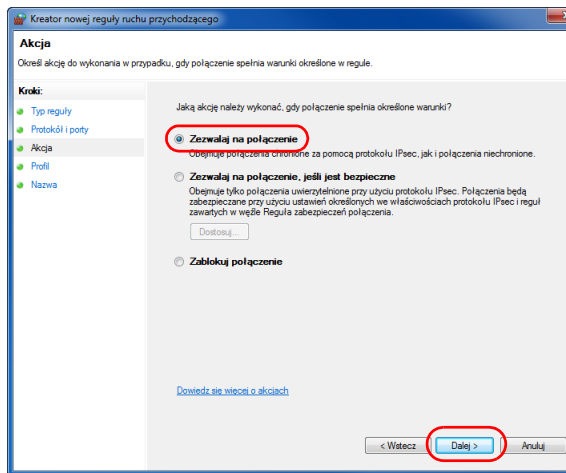 Kreator nowej reguły ruchu przychodzącego
Akcja
Określ akcję do wykonania w przypadku, gdy połączenie spełnia warunki określone w regule.
Kroki:
Typ reguły
Protokół i porty
Akcja
Profil
Nazwa
Jaką akcję należy wykonać, gdy połączenie spełnia określone warunki?
Zezwalaj na połączenie
Obejmuje połączenia chronione za pomocą protokołu IPsec, jak i połączenia niechronione.
Zezwalaj na połączenie, jeśli jest bezpieczne
Obejmuje tylko połączenia uwierzytelnione przy użyciu protokołu IPsec. Połączenia będą
zabezpieczane przy użyciu ustawień określonych we właściwościach protokołu IPsec i reguł
zawartych w węźle Reguła zabezpieczeń połączenia.
Dostosuj...
Zablokuj połączenie
Dowiedz się więcej o akcjach
< Wstecz Dalej > Anuluj